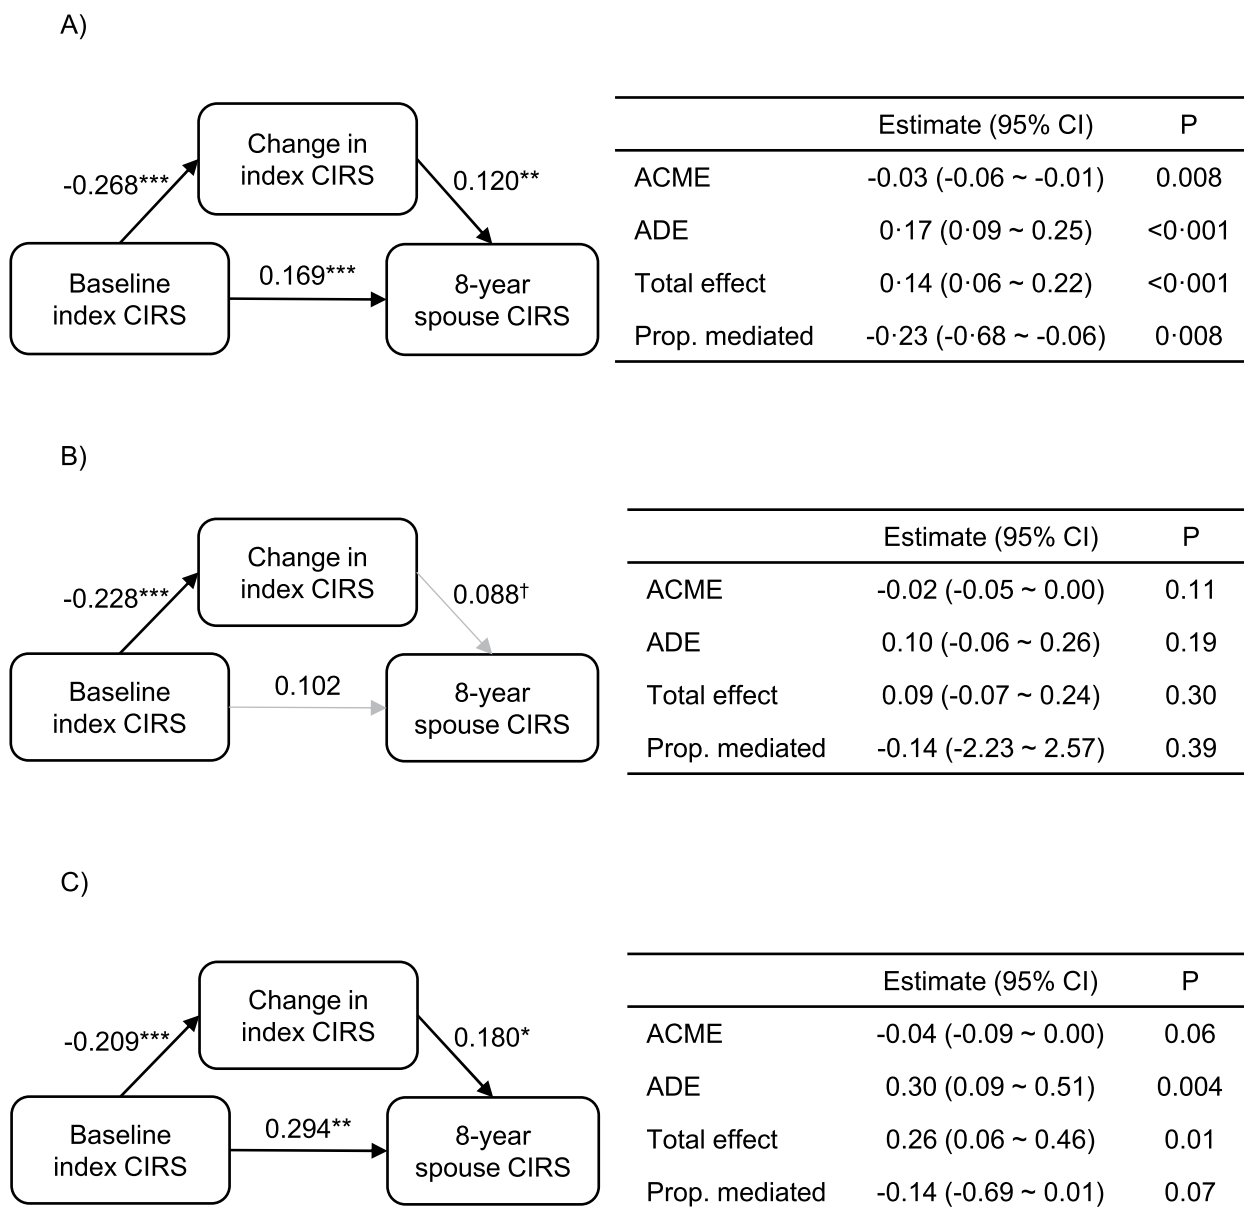 A)
Change in
index CIRS
-0.268***
0.120**
Baseline
index CIRS
0.169***
8-year
spouse CIRS
Estimate (95% CI) P
ACME -0.03 (-0.06 ~ -0.01) 0.008
ADE 0·17 (0·09 ~ 0.25) <0·001
Total effect 0·14 (0·06 ~ 0.22) <0·001
Prop. mediated -0·23 (-0·68 ~ -0.06) 0·008
B)
Change in
index CIRS
-0.228***
0.088†
Baseline
index CIRS
0.102
8-year
spouse CIRS
Estimate (95% CI) P
ACME -0.02 (-0.05 ~ 0.00) 0.11
ADE 0.10 (-0.06 ~ 0.26) 0.19
Total effect 0.09 (-0.07 ~ 0.24) 0.30
Prop. mediated -0.14 (-2.23 ~ 2.57) 0.39
C)
Change in
index CIRS
-0.209***
0.180*
Baseline
index CIRS
0.294**
8-year
spouse CIRS
Estimate (95% CI) P
ACME -0.04 (-0.09 ~ 0.00) 0.06
ADE 0.30 (0.09 ~ 0.51) 0.004
Total effect 0.26 (0.06 ~ 0.46) 0.01
Prop. mediated -0.14 (-0.69 ~ 0.01) 0.07